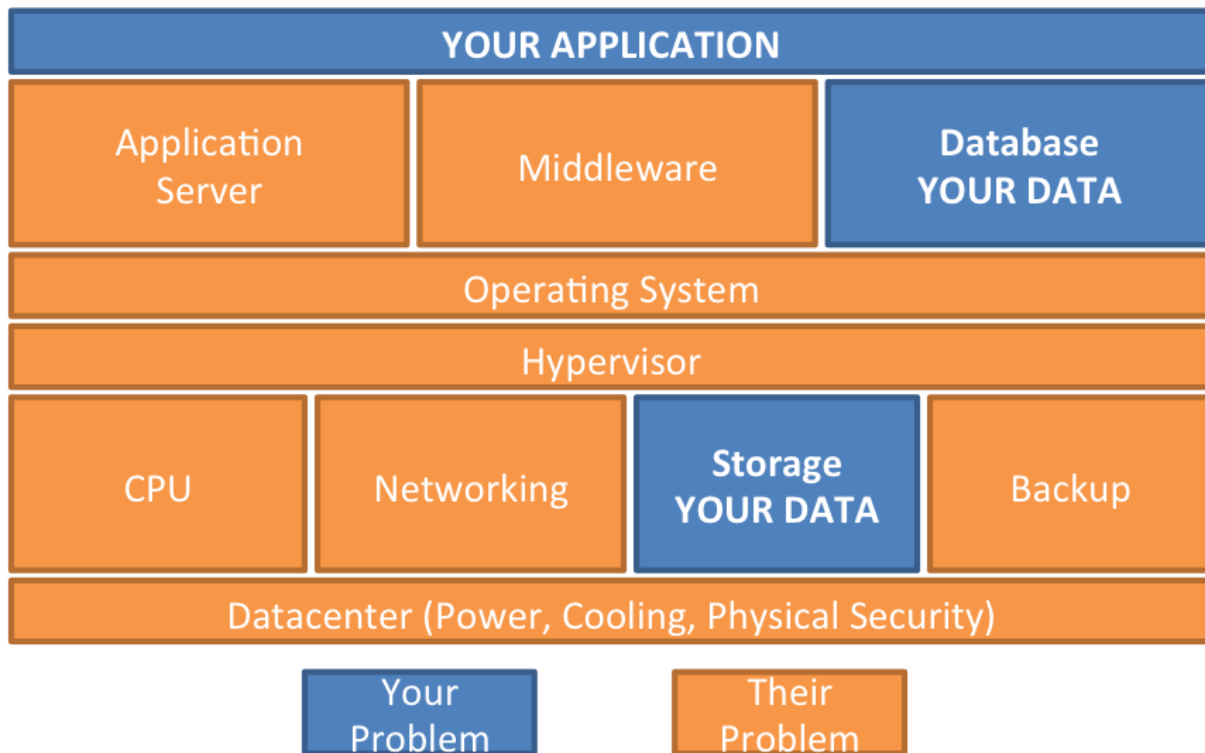 YOUR APPLICATION
Application
Server
Middleware
Database
YOUR DATA
Operating System
Hypervisor
CPU
Networking
Storage
YOUR DATA
Backup
Datacenter (Power, Cooling, Physical Security)
Your
Problem
Their
Problem